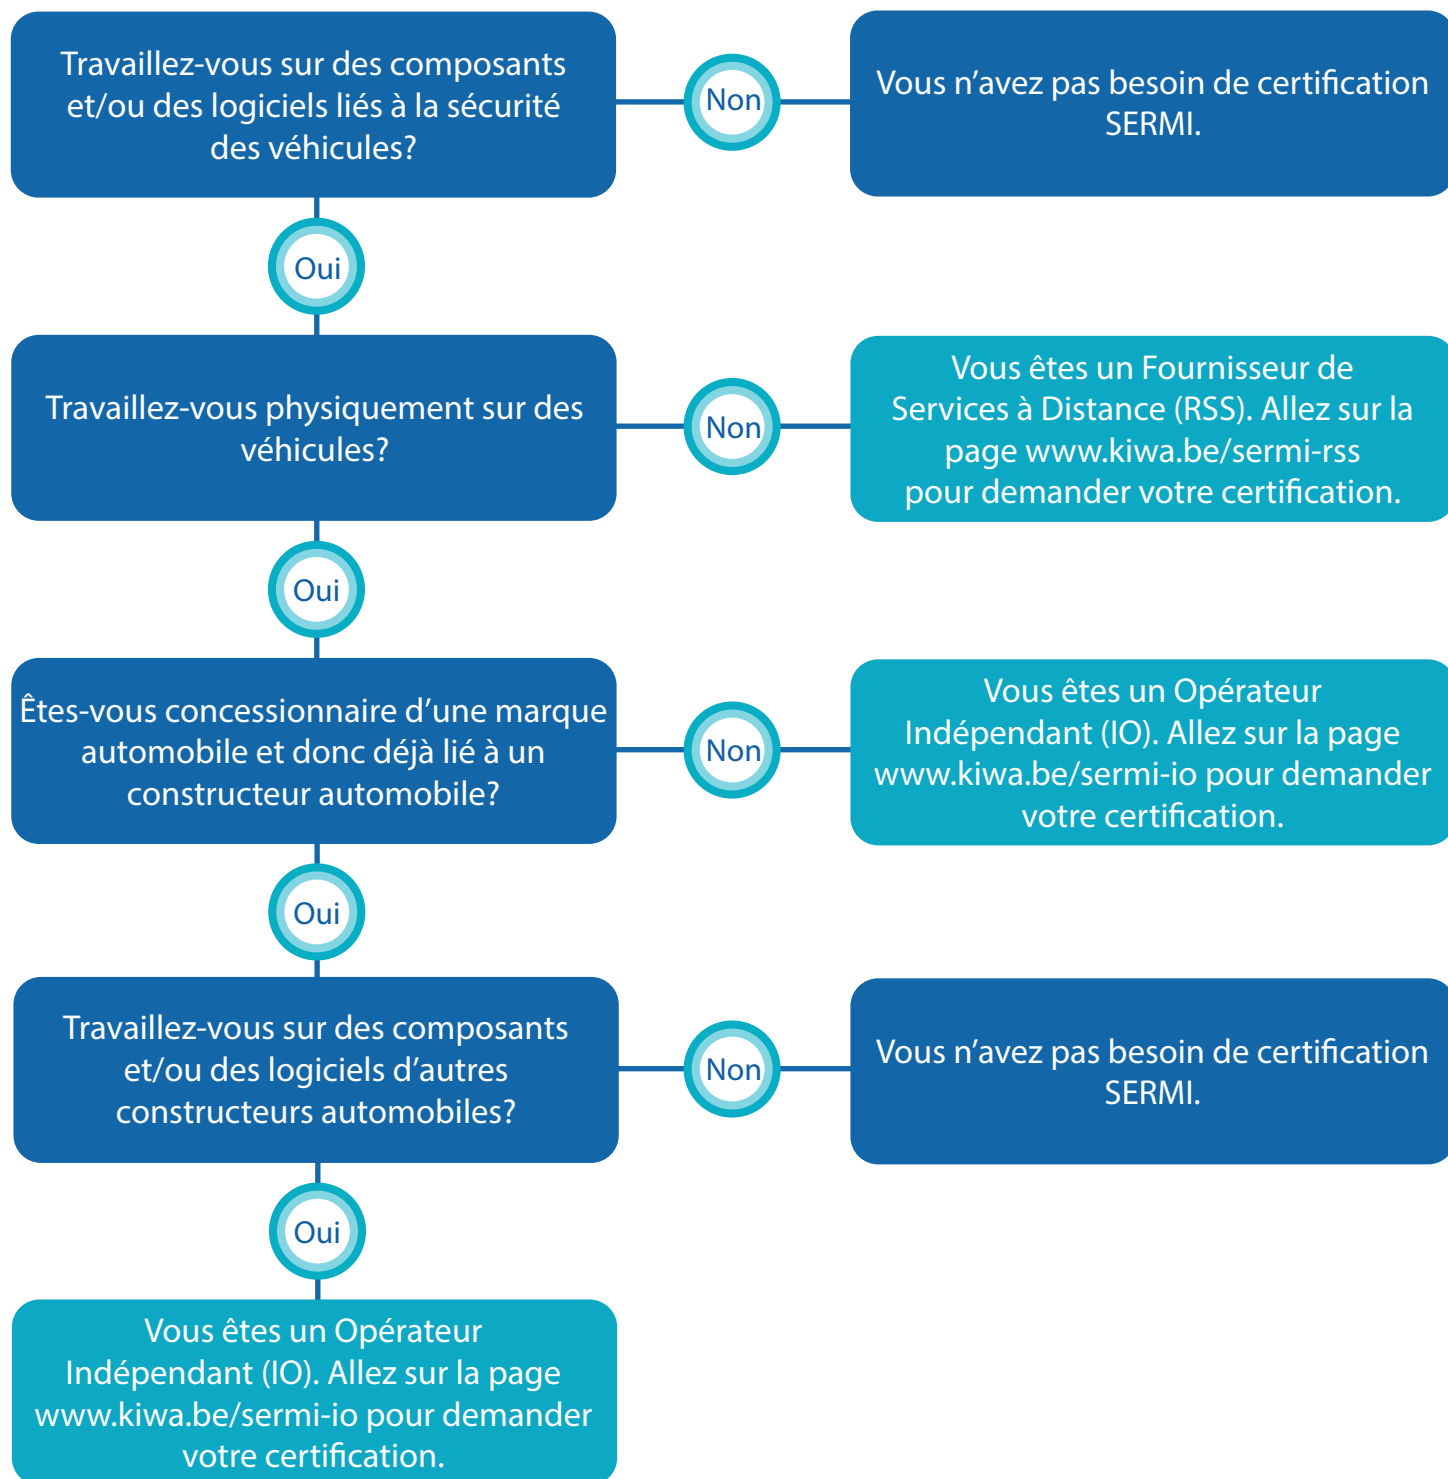 Travaillez-vous sur des composants
et/ou des logiciels liés à la sécurité
des véhicules?
Non
Vous n’avez pas besoin de certification
SERMI.
Oui
Travaillez-vous physiquement sur des
véhicules?
Non
Vous êtes un Fournisseur de
Services à Distance (RSS). Allez sur la
page www.kiwa.be/sermi-rss
pour demander votre certification.
Oui
Êtes-vous concessionnaire d’une marque
automobile et donc déjà lié à un
constructeur automobile?
Non
Vous êtes un Opérateur
Indépendant (IO). Allez sur la page
www.kiwa.be/sermi-io pour demander
votre certification.
Oui
Travaillez-vous sur des composants
et/ou des logiciels d’autres
constructeurs automobiles?
Non
Vous n’avez pas besoin de certification
SERMI.
Oui
Vous êtes un Opérateur
Indépendant (IO). Allez sur la page
www.kiwa.be/sermi-io pour demander
votre certification.